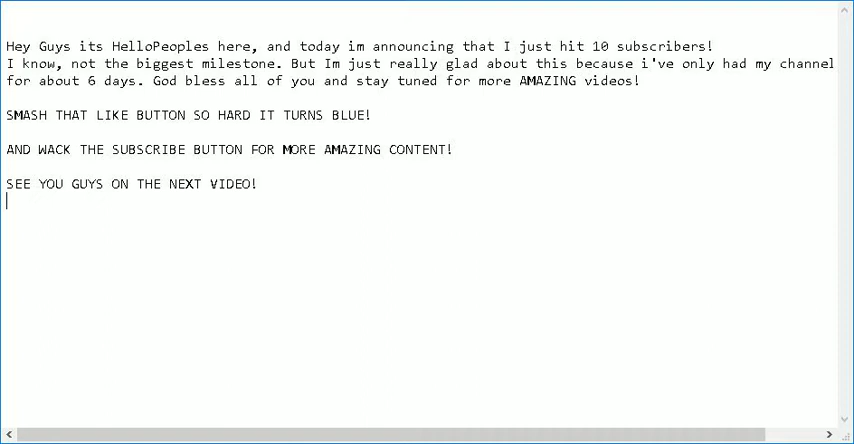 Hey Guys its HelloPeoples here, and today im announcing that I just hit 10 subscribers!
I know, not the biggest milestone. But Im just really glad about this because i've only had my channel
for about 6 days. God bless all of you and stay tuned for more AMAZING videos!
SMASH THAT LIKE BUTTON SO HARD IT TURNS BLUE!
AND WACK THE SUBSCRIBE BUTTON FOR MORE AMAZING CONTENT!
SEE YOU GUYS ON THE NEXT VIDEO!